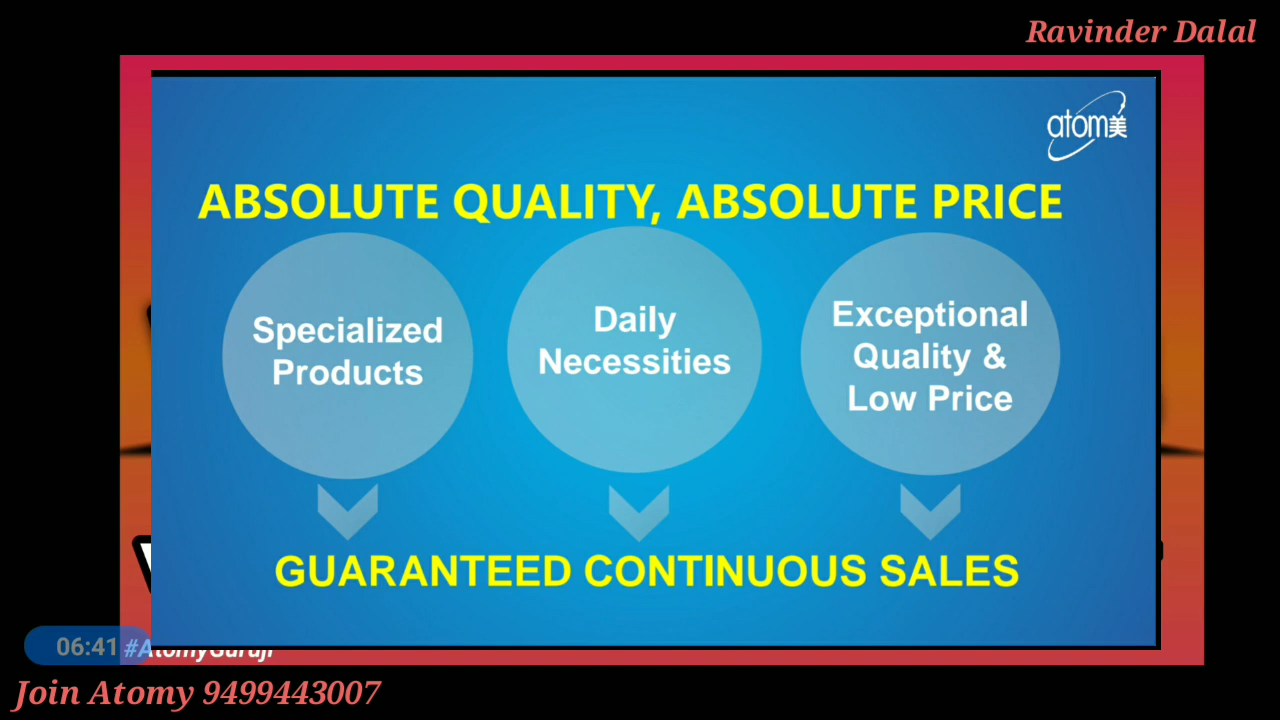 Ravinder Dalal
atom美
ABSOLUTE QUALITY, ABSOLUTE PRICE
Specialized
Products
Daily
Necessities
Exceptional
Quality &
Low Price
GUARANTEED CONTINUOUS SALES
06:41 #AtomyGuruji
Join Atomy 9499443007